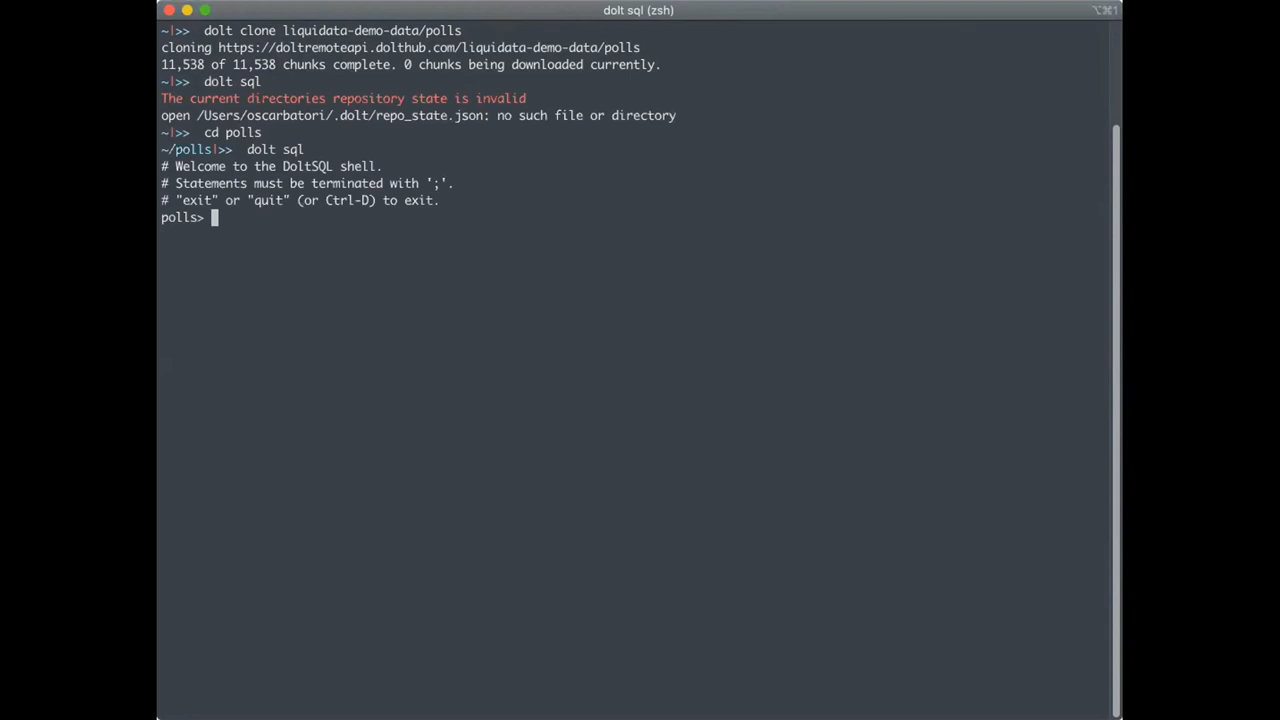 dolt sql (zsh)
⌥⌘1
~|>> dolt clone liquidata-demo-data/polls
cloning https://doltremoteapi.dolthub.com/liquidata-demo-data/polls
11,538 of 11,538 chunks complete. 0 chunks being downloaded currently.
~|>> dolt sql
The current directories repository state is invalid
open /Users/oscarbatori/.dolt/repo_state.json: no such file or directory
~|>> cd polls
~/polls|>> dolt sql
# Welcome to the DoltSQL shell.
# Statements must be terminated with ';'.
# "exit" or "quit" (or Ctrl-D) to exit.
polls>